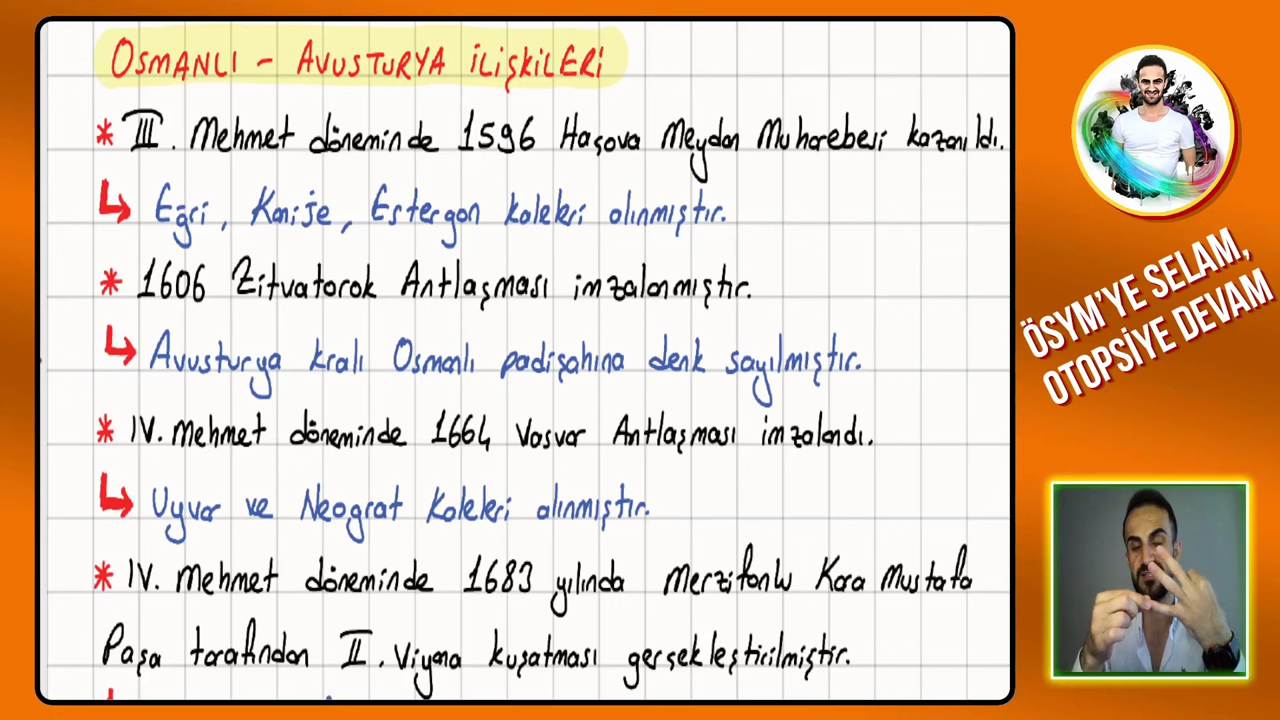 OSMANLI - AVUSTURYA İLİŞKİLERİ
* III. Mehmet döneminde 1596 Haçova Meydan Muharebesi kazanıldı.
↳ Eğri, Kanije, Estergon kaleleri alınmıştır.
* 1606 Zitvatorok Antlaşması imzalanmıştır.
↳ Avusturya kralı Osmanlı padişahına denk sayılmıştır.
* IV. Mehmet döneminde 1664 Vasvar Antlaşması imzalandı.
↳ Uyvar ve Neograt Kaleleri alınmıştır.
* IV. Mehmet döneminde 1683 yılında Merzifonlu Kara Mustafa
Paşa tarafından II. Viyana kuşatması gerçekleştirilmiştir.
ÖSYM'YE SELAM,
OTOPSİYE DEVAM